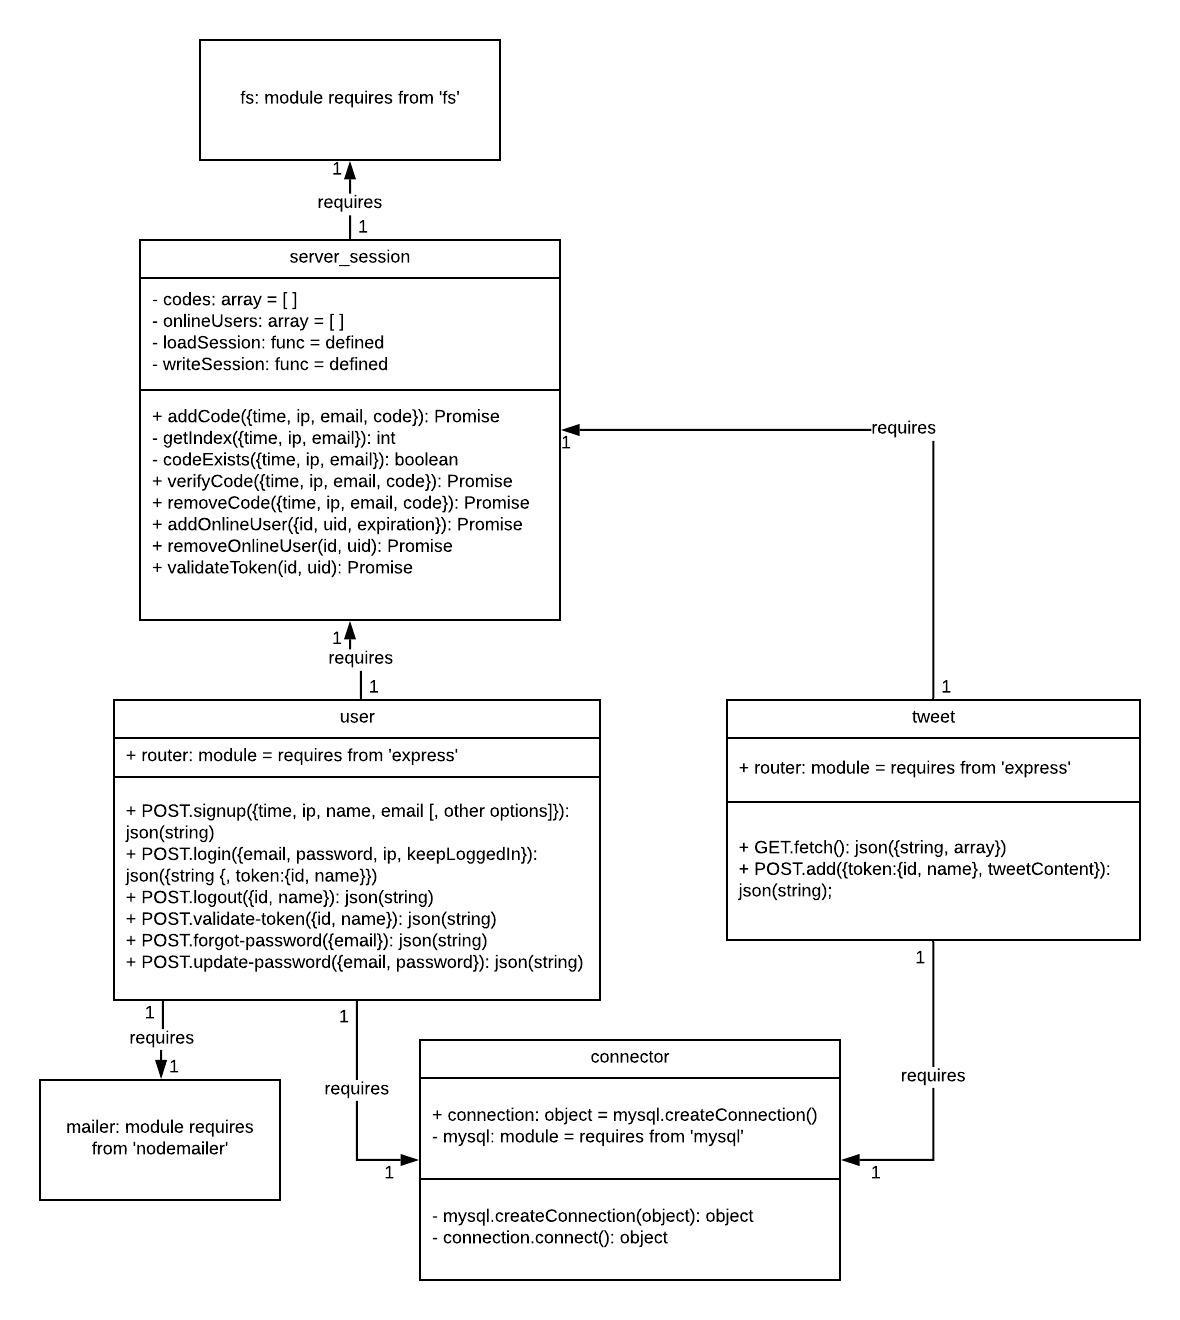 fs: module requires from 'fs'
1
requires
1
server_session
- codes: array = [ ]
- onlineUsers: array = [ ]
- loadSession: func = defined
- writeSession: func = defined
+ addCode({time, ip, email, code}): Promise
- getIndex({time, ip, email}): int
- codeExists({time, ip, email}): boolean
+ verifyCode({time, ip, email, code}): Promise
+ removeCode({time, ip, email, code}): Promise
+ addOnlineUser({id, uid, expiration}): Promise
+ removeOnlineUser(id, uid): Promise
+ validateToken(id, uid): Promise
requires
1
1
requires
1
1
user
+ router: module = requires from 'express'
+ POST.signup({time, ip, name, email [, other options]}):
json(string)
+ POST.login({email, password, ip, keepLoggedIn}):
json({string {, token:{id, name}})
+ POST.logout({id, name}): json(string)
+ POST.validate-token({id, name}): json(string)
+ POST.forgot-password({email}): json(string)
+ POST.update-password({email, password}): json(string)
tweet
+ router: module = requires from 'express'
+ GET.fetch(): json({string, array})
+ POST.add({token:{id, name}, tweetContent}):
json(string);
1
requires
1
mailer: module requires
from 'nodemailer'
1
requires
1
connector
+ connection: object = mysql.createConnection()
- mysql: module = requires from 'mysql'
- mysql.createConnection(object): object
- connection.connect(): object
1
requires
1